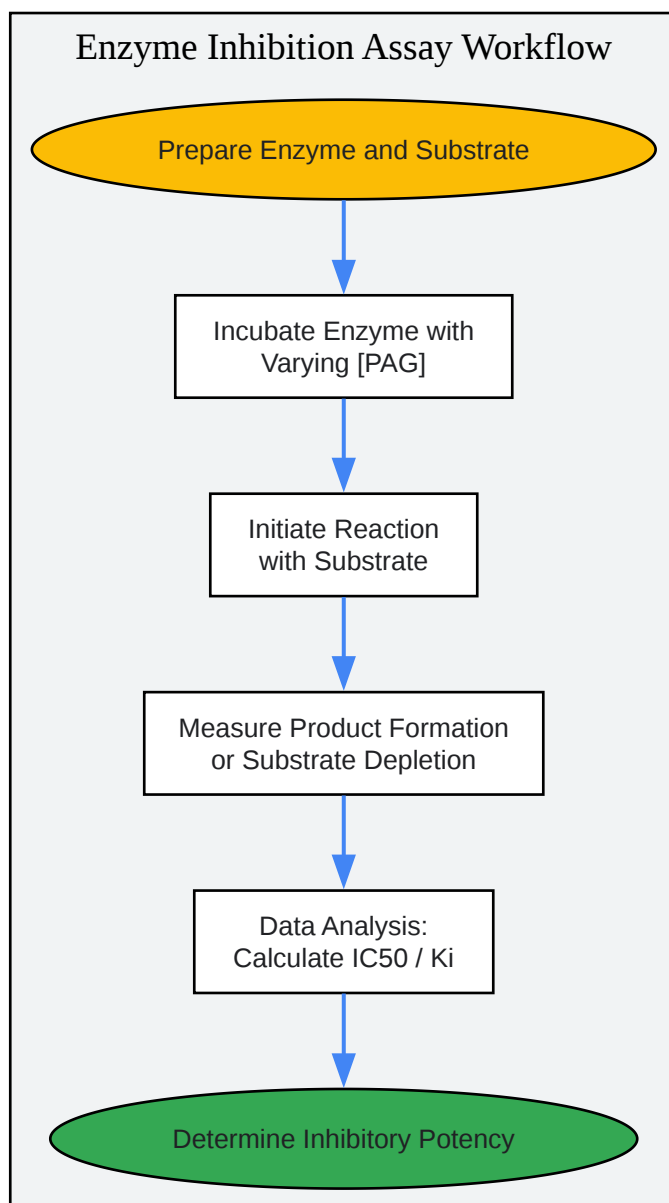 Enzyme Inhibition Assay Workflow
Prepare Enzyme and Substrate
Incubate Enzyme with
Varying [PAG]
Initiate Reaction
with Substrate
Measure Product Formation
or Substrate Depletion
Data Analysis:
Calculate IC50 / Ki
Determine Inhibitory Potency